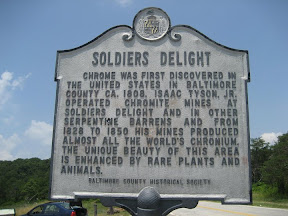 SOLDIERS DELIGHT
CHROME WAS FIRST DISCOVERED IN
THE UNITED STATES IN BALTIMORE
COUNTY CA. 1808. ISAAC TYSON, JR.
OPERATED CHROMITE MINES AT
SOLDIERS DELIGHT AND IN OTHER
SERPENTINE BARRENS AND FROM
1828 TO 1850 HIS MINES PRODUCED
ALMOST ALL THE WORLD'S CHROMIUM.
THE UNIQUE BEAUTY OF THIS AREA
IS ENHANCED BY RARE PLANTS AND
ANIMALS.
BALTIMORE COUNTY HISTORICAL SOCIETY